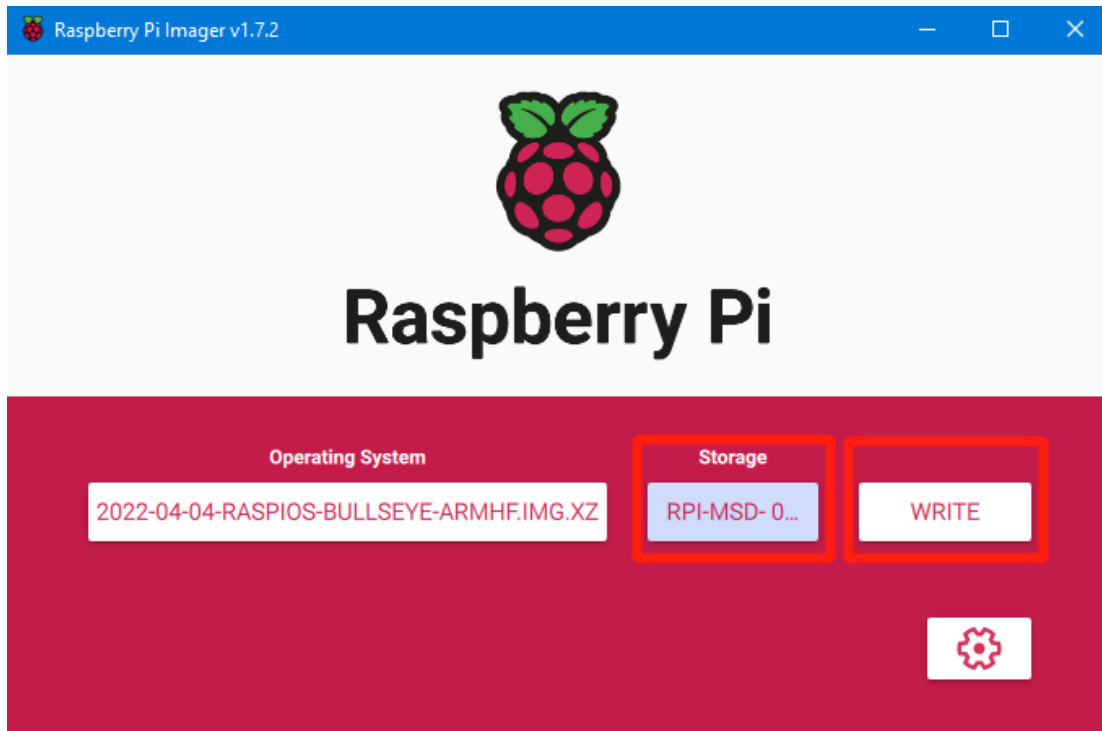 Raspberry Pi Imager v1.7.2
Raspberry Pi
Operating System
Storage
2022-04-04-RASPIOS-BULLSEYE-ARMHF.IMG.XZ
RPI-MSD- 0...
WRITE